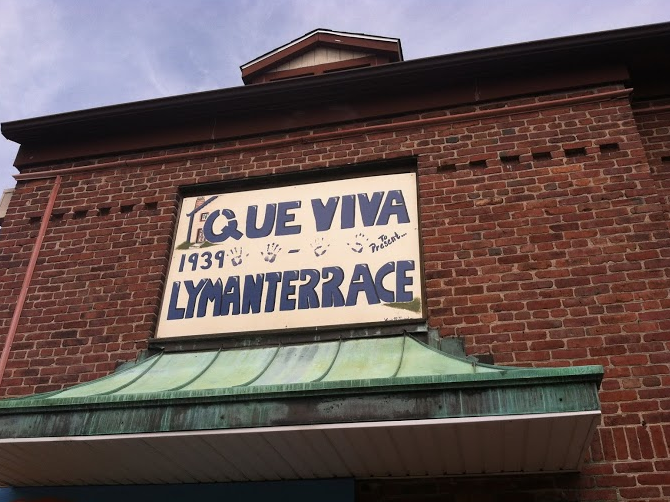 QUE VIVA
1939 - To Present...
LYMANTERRACE